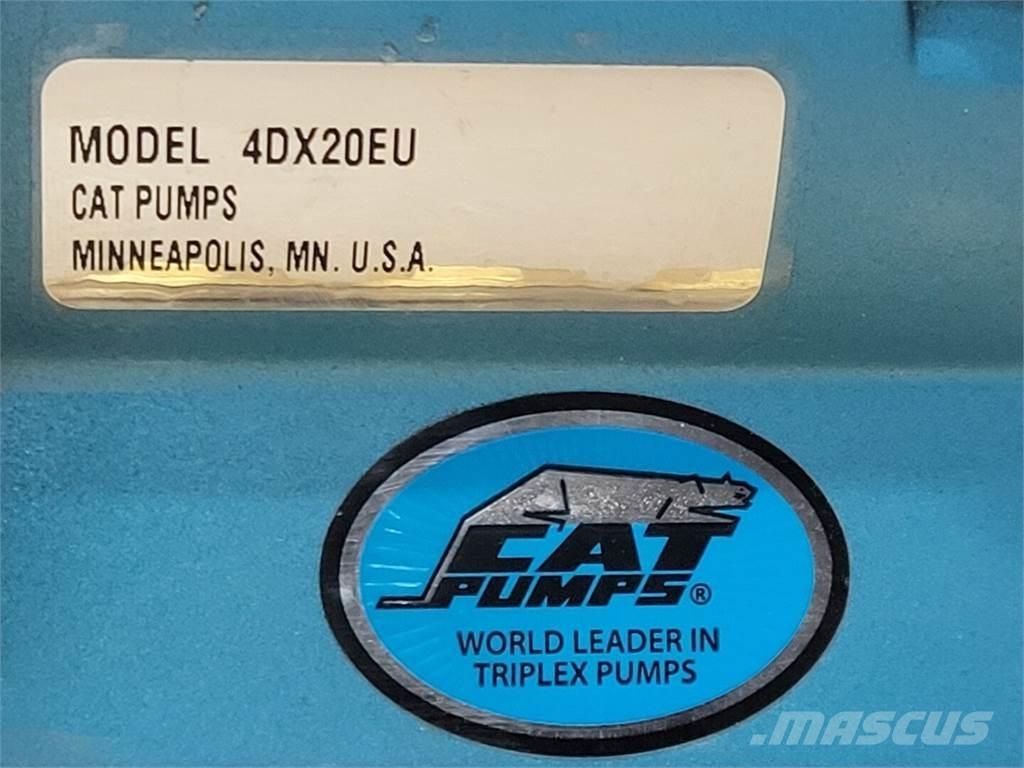 MODEL 4DX20EU
CAT PUMPS
MINNEAPOLIS, MN. U.S.A.
CAT
PUMPS®
WORLD LEADER IN
TRIPLEX PUMPS
MASCUS